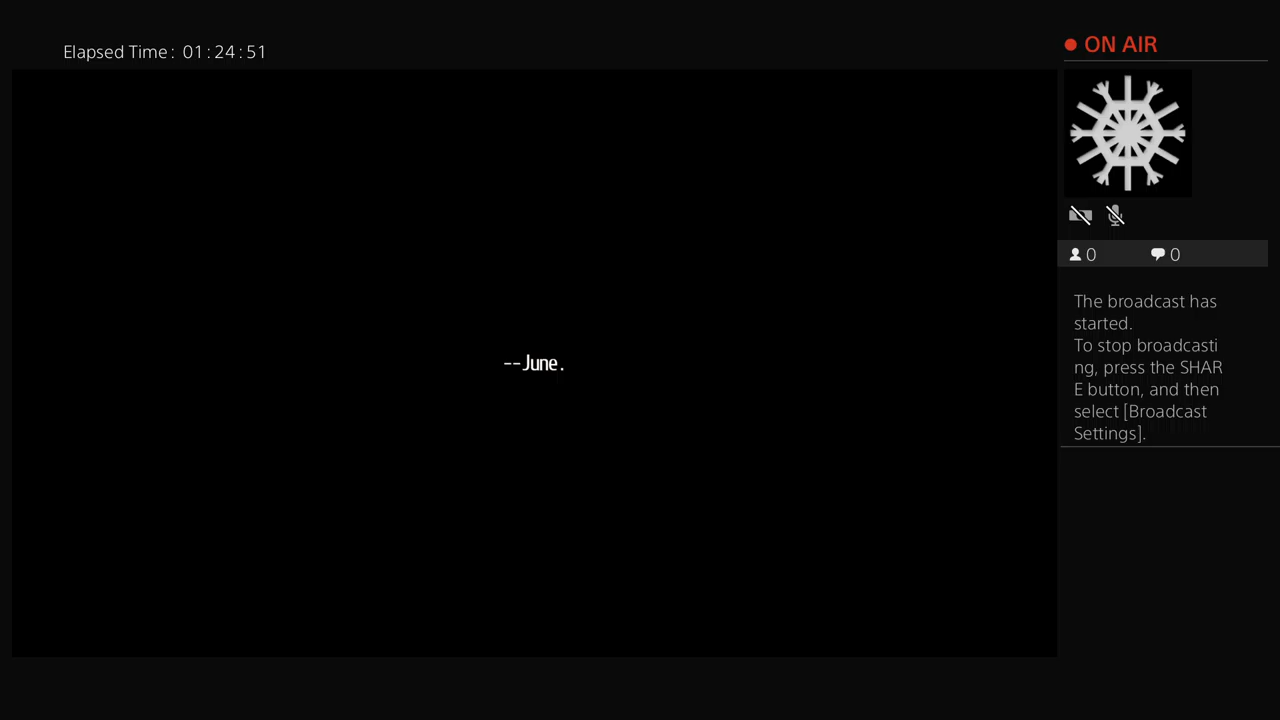 Elapsed Time: 01:24:51
ON AIR
0 0
The broadcast has
started.
To stop broadcasti
ng, press the SHAR
E button, and then
select [Broadcast
Settings].
--June.